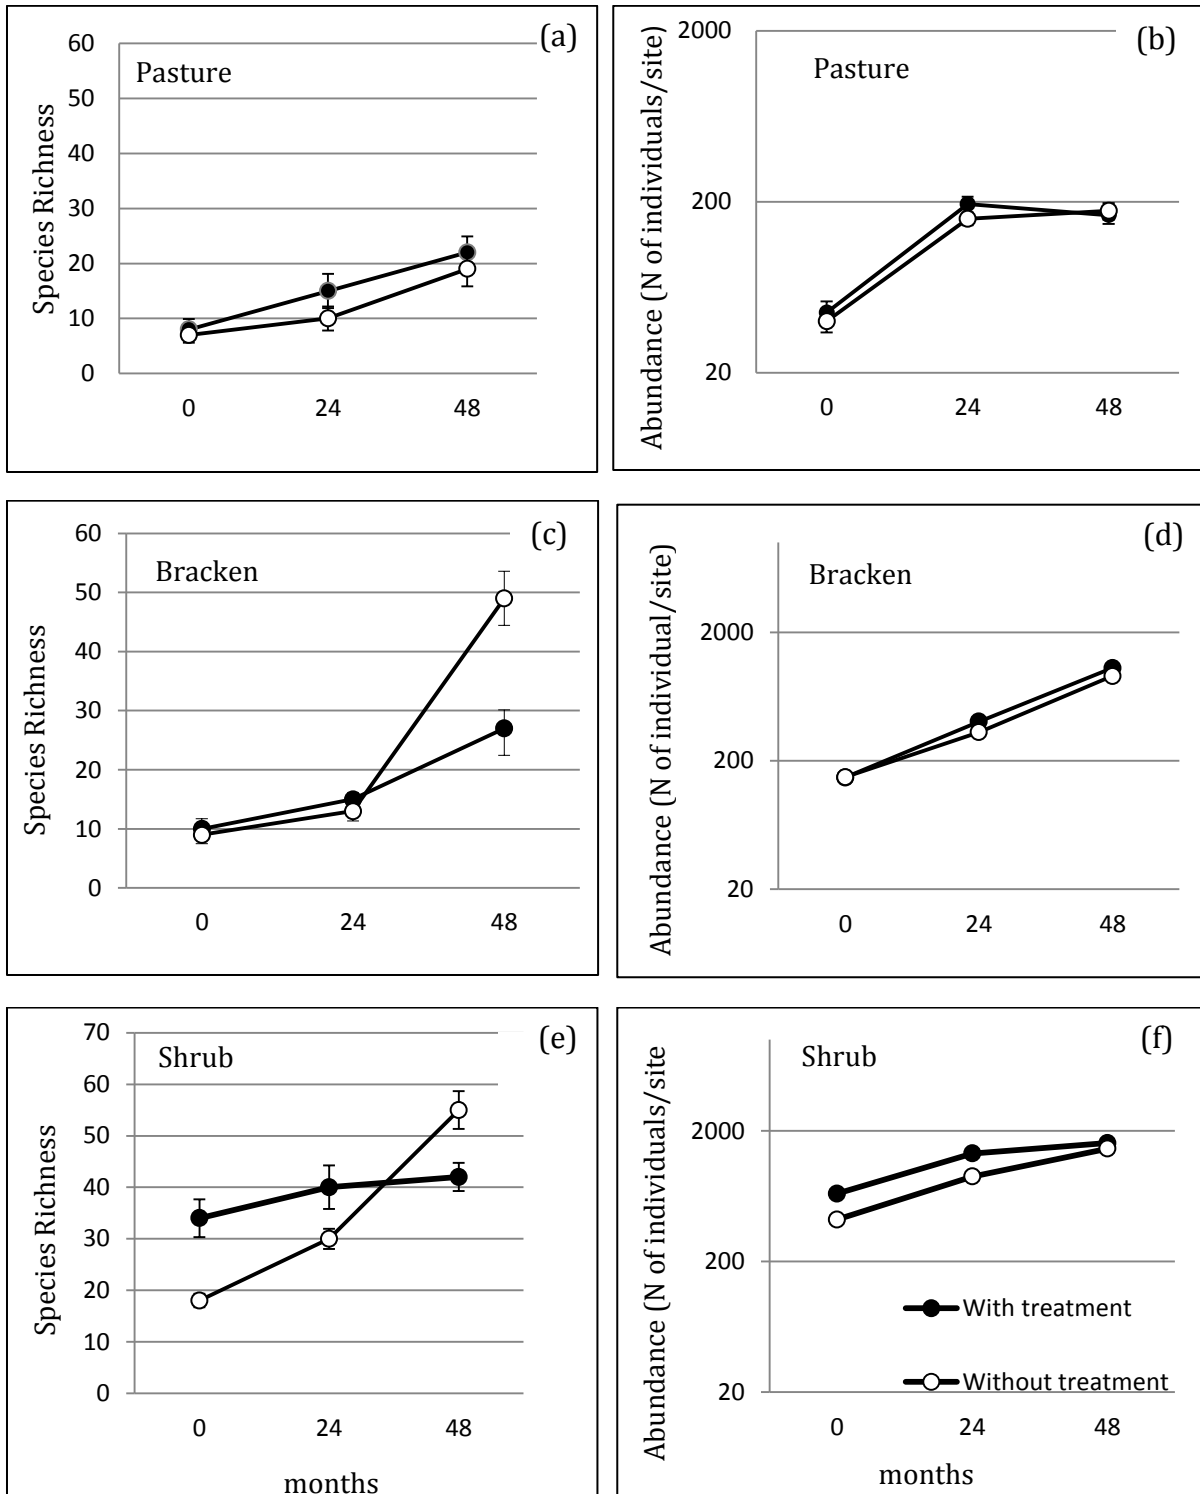 (a)
Pasture
Species Richness
60
50
40
30
20
10
0
0 24 48
(b)
Pasture
Abundance (N of individuals/site)
2000
200
20
0 24 48
(c)
Bracken
Species Richness
60
50
40
30
20
10
0
0 24 48
(d)
Bracken
Abundance (N of individual/site)
2000
200
20
0 24 48
(e)
Shrub
Species Richness
70
60
50
40
30
20
10
0
0 24 48
months
(f)
Shrub
Abundance (N of individuals/site
2000
200
20
With treatment
Without treatment
0 24 48
months